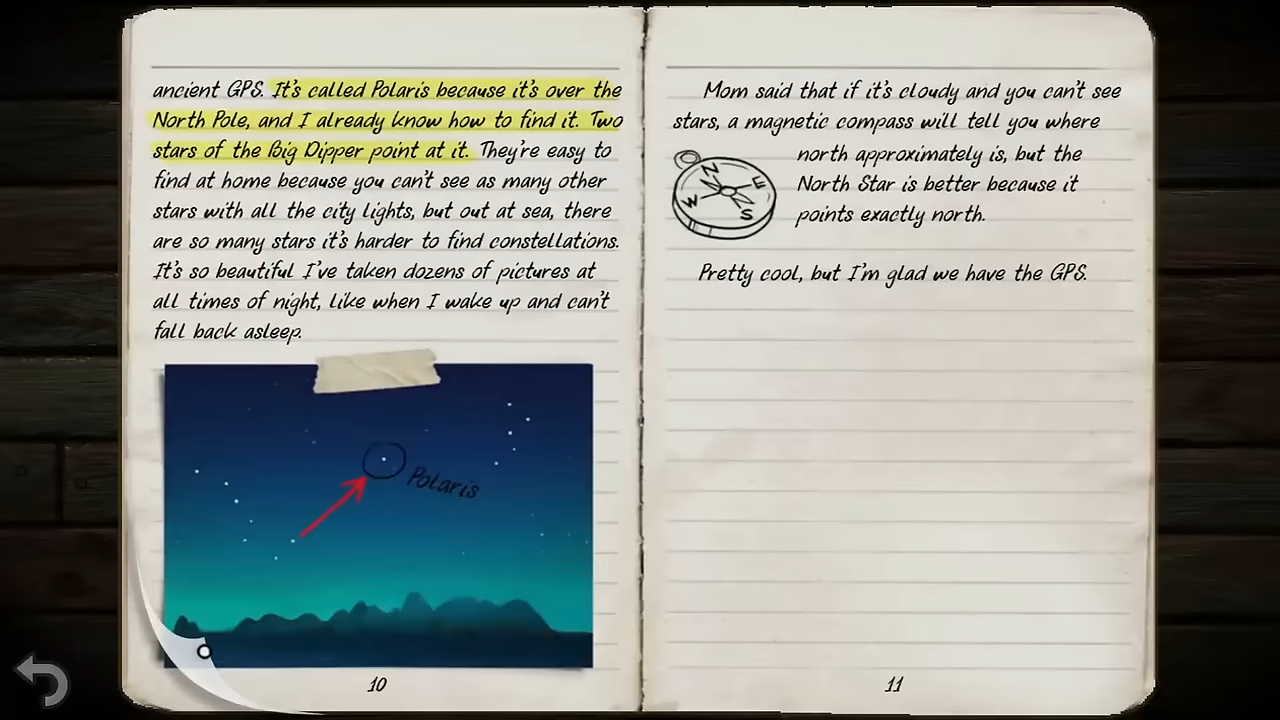 ancient GPS. It's called Polaris because it's over the
North Pole, and I already know how to find it. Two
stars of the Big Dipper point at it. They're easy to
find at home because you can't see as many other
stars with all the city lights, but out at sea, there
are so many stars it's harder to find constellations.
It's so beautiful I've taken dozens of pictures at
all times of night, like when I wake up and can't
fall back asleep.
Polaris
10
Mom said that if it's cloudy and you can't see
stars, a magnetic compass will tell you where
north approximately is, but the
North Star is better because it
points exactly north.
N
E
W
S
Pretty cool, but I'm glad we have the GPS.
11